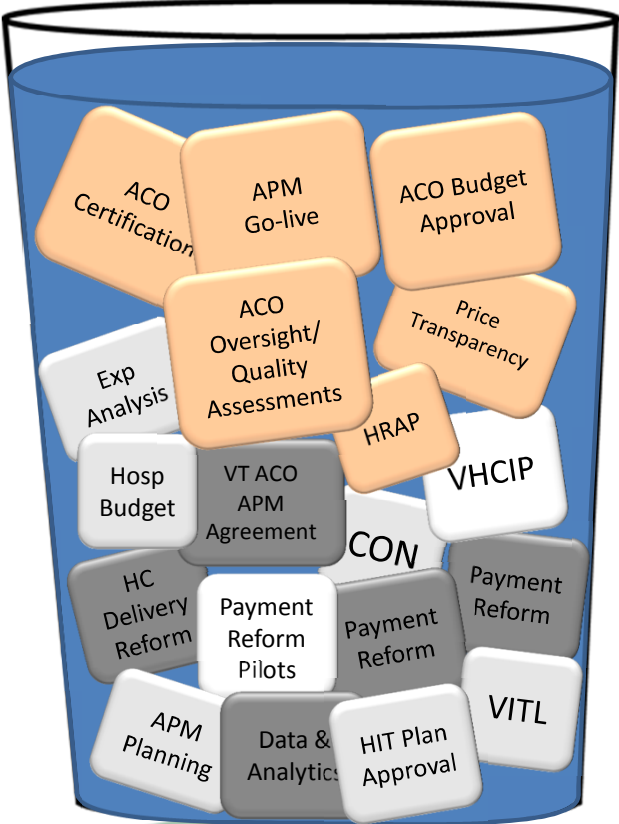 ACO
Certification
APM
Go-live
ACO Budget
Approval
ACO
Oversight/
Quality
Assessments
Price
Transparency
Exp
Analysis
HRAP
Hosp
Budget
VT ACO
APM
Agreement
VHCIP
CON
HC
Delivery
Reform
Payment
Reform
Pilots
Payment
Reform
Payment
Reform
APM
Planning
Data &
Analytics
HIT Plan
Approval
VITL